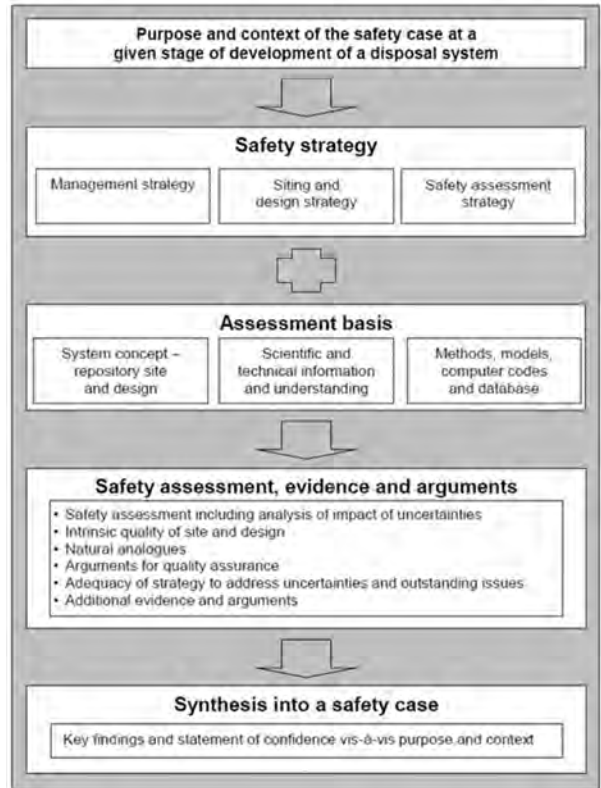 Purpose and context of the safety case at a
given stage of development of a disposal system
Safety strategy
Management strategy
Siting and
design strategy
Safety assessment
strategy
Assessment basis
System concept –
repository site
and design
Scientific and
technical information
and understanding
Methods, models,
computer codes
and database
Safety assessment, evidence and arguments
• Safety assessment including analysis of impact of uncertainties
• Intrinsic quality of site and design
• Natural analogues
• Arguments for quality assurance
• Adequacy of strategy to address uncertainties and outstanding issues
• Additional evidence and arguments
Synthesis into a safety case
Key findings and statement of confidence vis-à-vis purpose and context